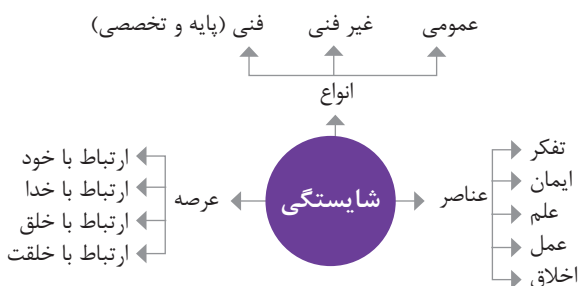 عمومی
غیر فنی
فنی (پایه و تخصصی)
انواع
شایستگی
عناصر
تفکر
ایمان
علم
عمل
اخلاق
عرصه
ارتباط با خود
ارتباط با خدا
ارتباط با خلق
ارتباط با خلقت